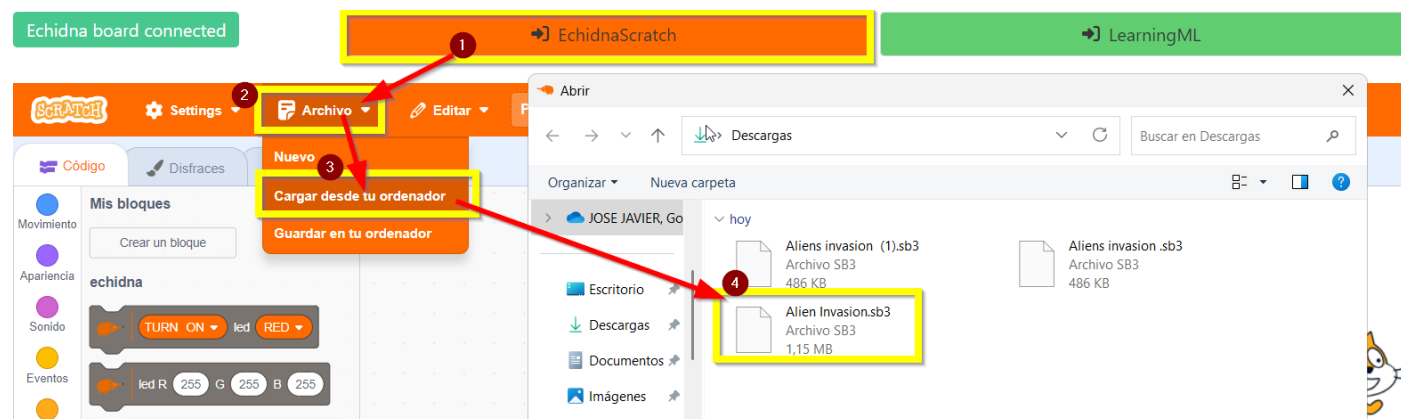 Echidna board connected
EchidnaScratch
LearningML
1
2
SCRATCH
Settings
Archivo
Editar
Abrir
Descargas
Buscar en Descargas
Código
Disfraces
Nuevo
3
Cargar desde tu ordenador
Guardar en tu ordenador
Organizar
Nueva carpeta
?
Movimiento
Apariencia
Sonido
Eventos
Mis bloques
Crear un bloque
echidna
TURN ON led RED
led R 255 G 255 B 255
JOSE JAVIER, Go
Escritorio
Descargas
Documentos
Imágenes
hoy
Aliens invasion (1).sb3
Archivo SB3
486 KB
Aliens invasion .sb3
Archivo SB3
486 KB
4
Alien Invasion.sb3
Archivo SB3
1,15 MB